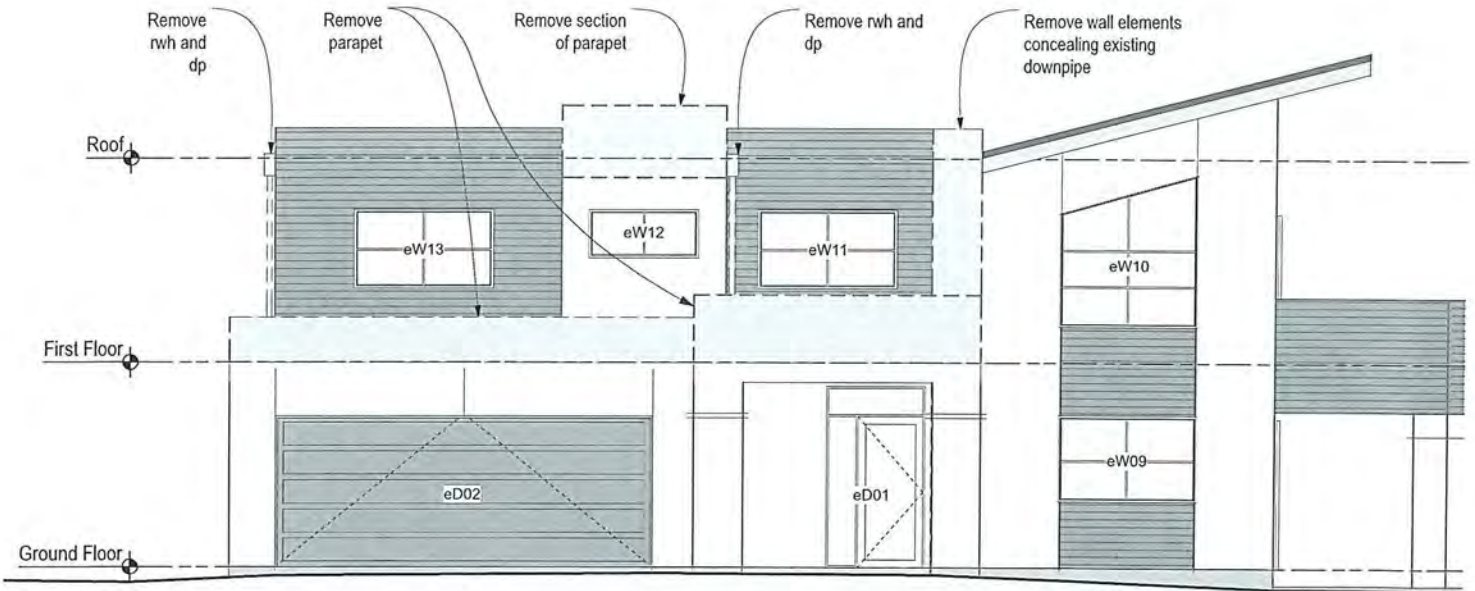 Remove
rwh and
dp
Remove
parapet
Remove section
of parapet
Remove rwh and
dp
Remove wall elements
concealing existing
downpipe
Roof
eW13
eW12
eW11
eW10
First Floor
eW09
eD02
eD01
Ground Floor